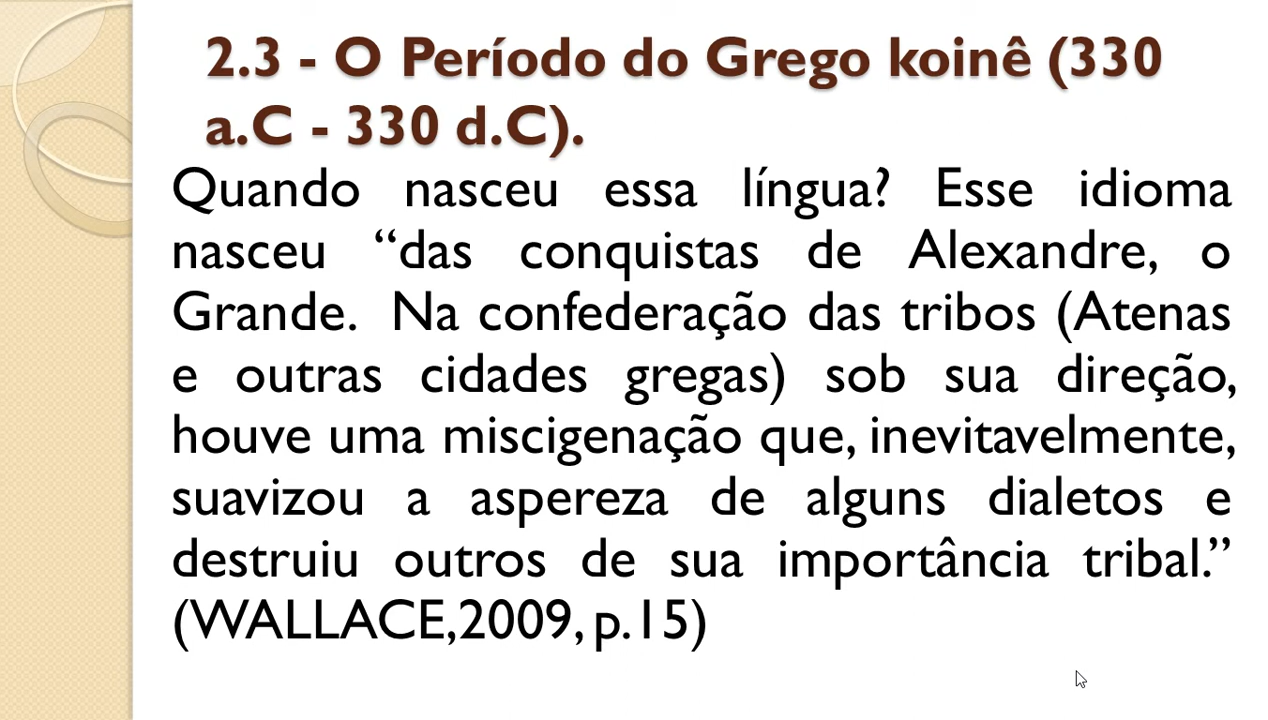 2.3 - O Período do Grego koinê (330
a.C - 330 d.C).
Quando nasceu essa língua? Esse idioma
nasceu “das conquistas de Alexandre, o
Grande. Na confederação das tribos (Atenas
e outras cidades gregas) sob sua direção,
houve uma miscigenação que, inevitavelmente,
suavizou a aspereza de alguns dialetos e
destruiu outros de sua importância tribal.”
(WALLACE,2009, p.15)